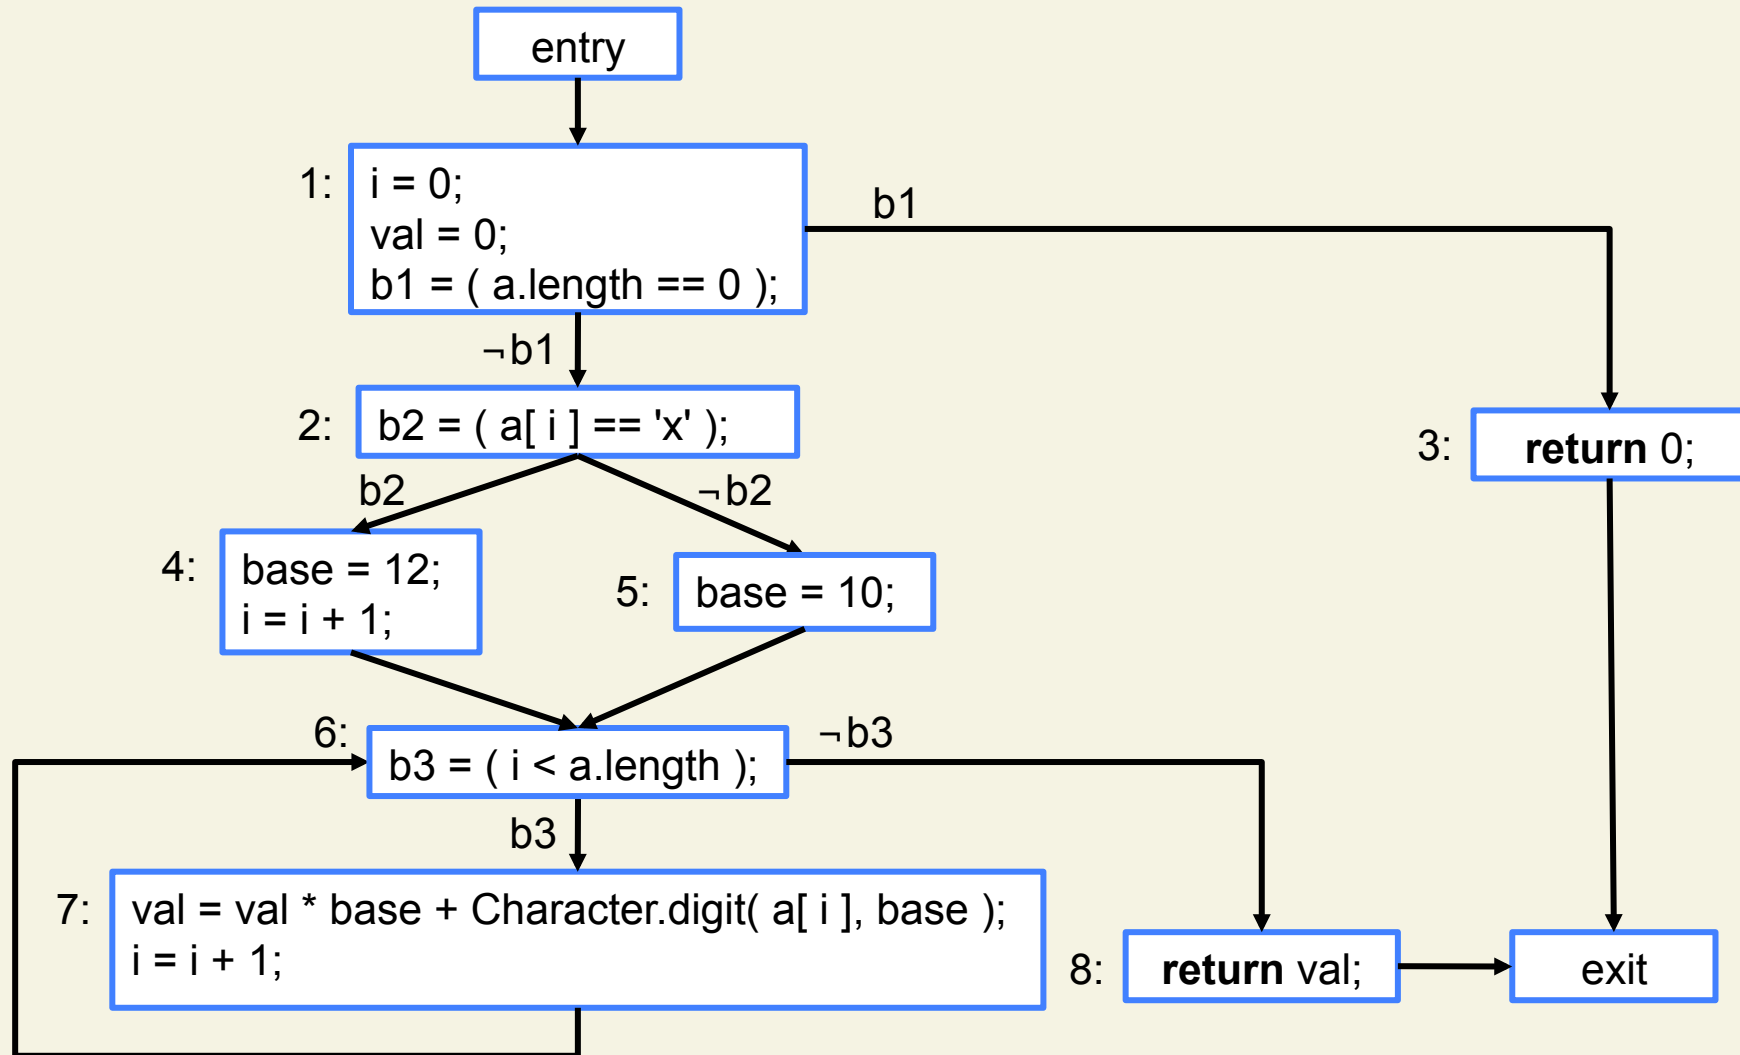 entry
1:
i = 0;
val = 0;
b1 = ( a.length == 0 );
b1
¬b1
2:
b2 = ( a[ i ] == 'x' );
3:
return 0;
b2
¬b2
4:
base = 12;
i = i + 1;
5:
base = 10;
6:
b3 = ( i < a.length );
¬b3
b3
7:
val = val * base + Character.digit( a[ i ], base );
i = i + 1;
8:
return val;
exit